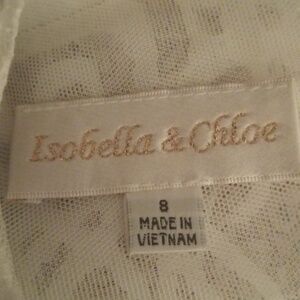 Isobella & Chloe
8
MADE IN
VIETNAM